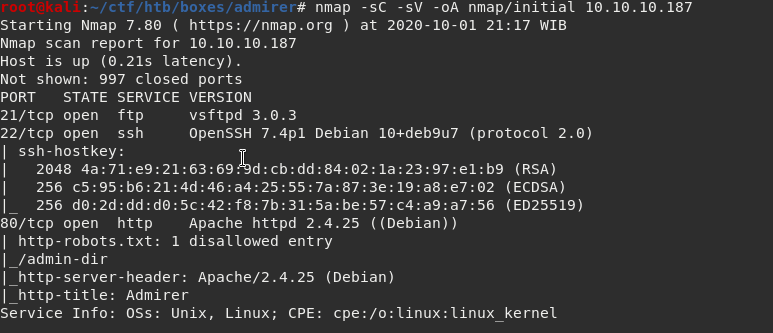 root@kali:~/ctf/htb/boxes/admirer# nmap -sC -sV -oA nmap/initial 10.10.10.187
Starting Nmap 7.80 ( https://nmap.org ) at 2020-10-01 21:17 WIB
Nmap scan report for 10.10.10.187
Host is up (0.21s latency).
Not shown: 997 closed ports
PORT   STATE SERVICE VERSION
21/tcp open  ftp     vsftpd 3.0.3
22/tcp open  ssh     OpenSSH 7.4p1 Debian 10+deb9u7 (protocol 2.0)
| ssh-hostkey:
|   2048 4a:71:e9:21:63:69:9d:cb:dd:84:02:1a:23:97:e1:b9 (RSA)
|   256 c5:95:b6:21:4d:46:a4:25:55:7a:87:3e:19:a8:e7:02 (ECDSA)
|_  256 d0:2d:dd:d0:5c:42:f8:7b:31:5a:be:57:c4:a9:a7:56 (ED25519)
80/tcp open  http    Apache httpd 2.4.25 ((Debian))
| http-robots.txt: 1 disallowed entry
|_/admin-dir
|_http-server-header: Apache/2.4.25 (Debian)
|_http-title: Admirer
Service Info: OSs: Unix, Linux; CPE: cpe:/o:linux:linux_kernel